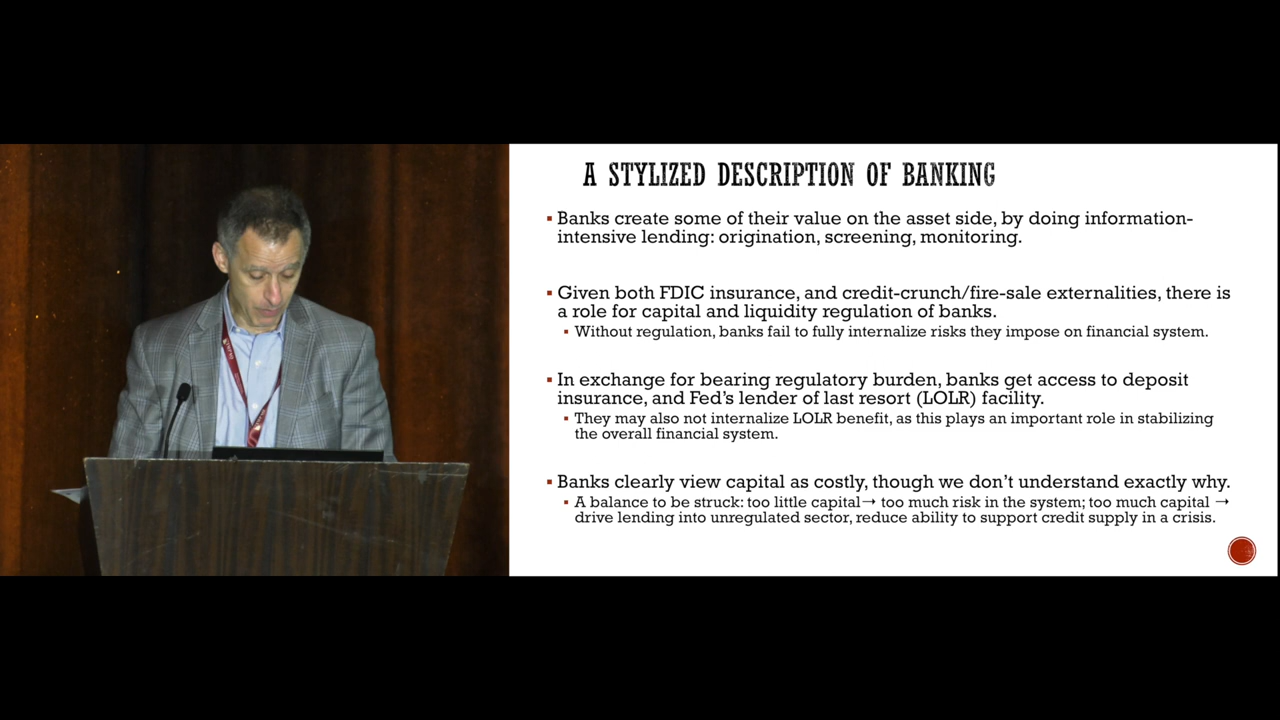 A STYLIZED DESCRIPTION OF BANKING
▪ Banks create some of their value on the asset side, by doing information-
intensive lending: origination, screening, monitoring.
▪ Given both FDIC insurance, and credit-crunch/fire-sale externalities, there is
a role for capital and liquidity regulation of banks.
▪ Without regulation, banks fail to fully internalize risks they impose on financial system.
▪ In exchange for bearing regulatory burden, banks get access to deposit
insurance, and Fed's lender of last resort (LOLR) facility.
▪ They may also not internalize LOLR benefit, as this plays an important role in stabilizing
the overall financial system.
▪ Banks clearly view capital as costly, though we don't understand exactly why.
▪ A balance to be struck: too little capital→ too much risk in the system; too much capital →
drive lending into unregulated sector, reduce ability to support credit supply in a crisis.